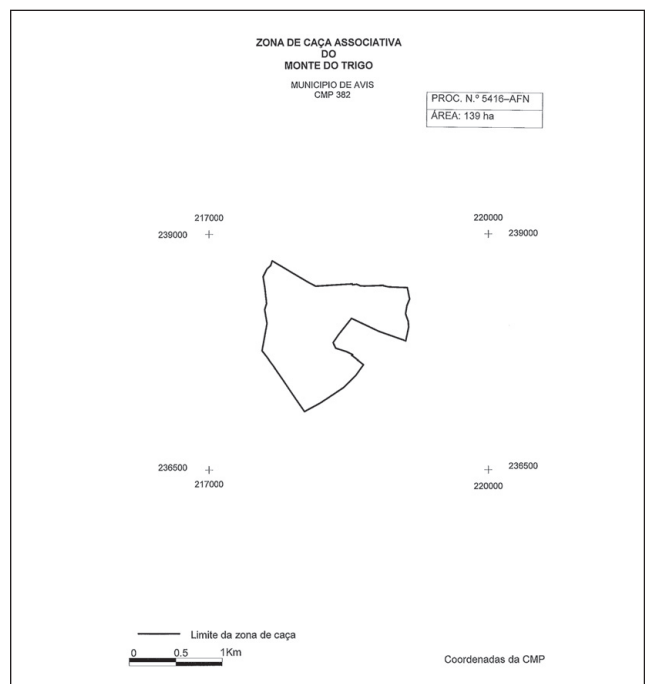 ZONA DE CAÇA ASSOCIATIVA
DO
MONTE DO TRIGO
MUNICIPIO DE AVIS
CMP 382
PROC. N.º 5416–AFN
ÁREA: 139 ha
217000
220000
239000
239000
236500
236500
217000
220000
Limite da zona de caça
0 0.5 1Km
Coordenadas da CMP